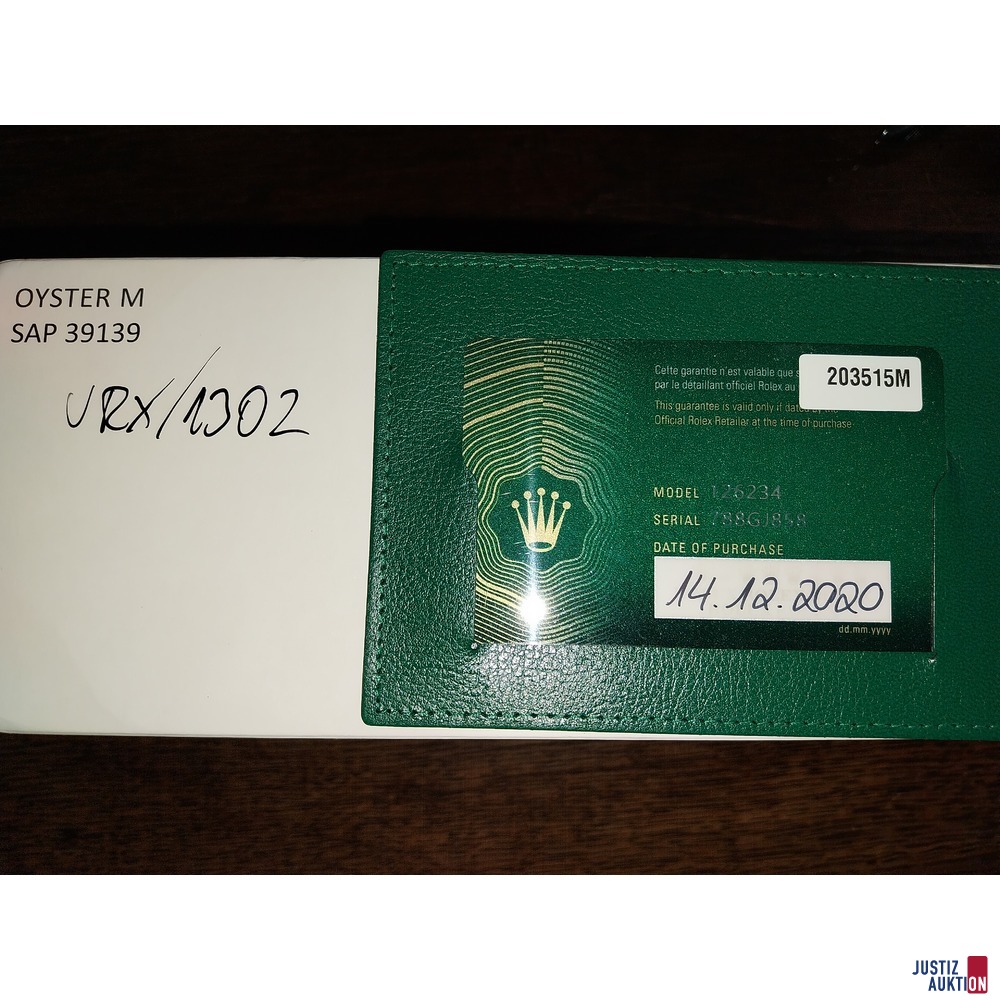 OYSTER M
SAP 39139
VRX/1302
Cette garantie n'est valable que s
par le détaillant officiel Rolex au
203515M
This guarantee is valid only if dated by the
Official Rolex Retailer at the time of purchase
MODEL 126234
SERIAL 788GJ858
DATE OF PURCHASE
14.12.2020
dd.mm.yyyy
JUSTIZ
AUKTION